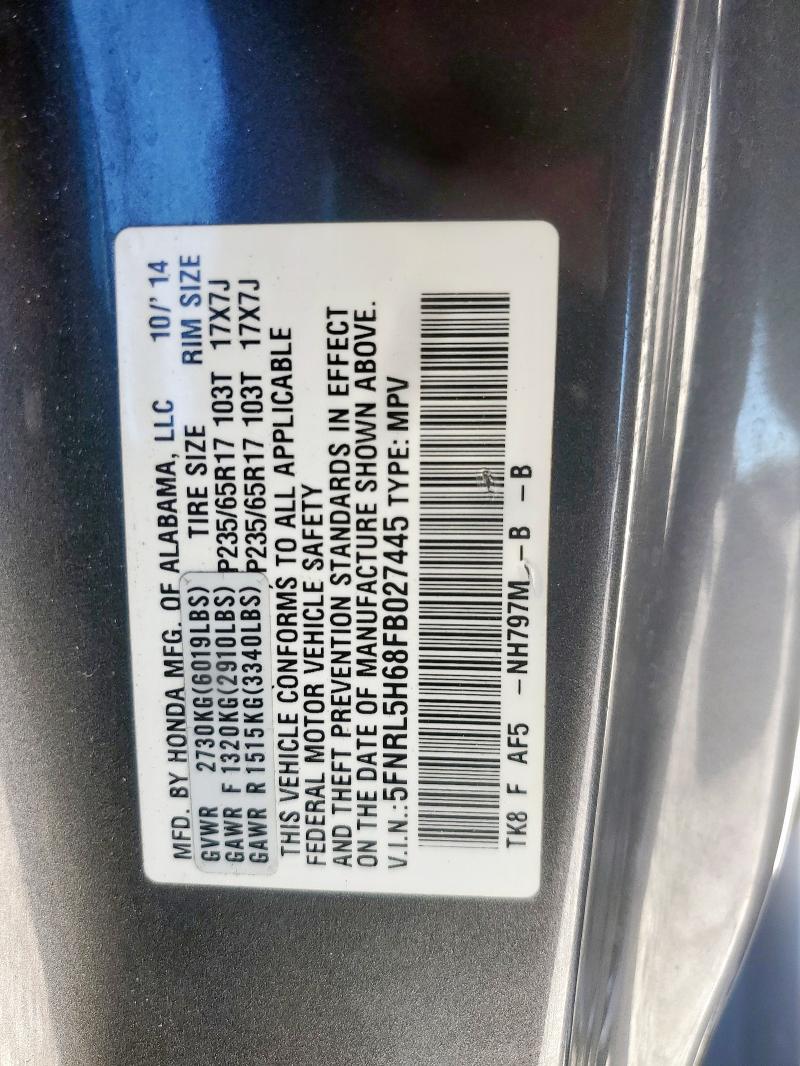 MFD. BY HONDA MFG. OF ALABAMA, LLC 10/'14
GVWR 2730KG(6019LBS) TIRE SIZE RIM SIZE
GAWR F 1320KG(2910LBS) P235/65R17 103T 17X7J
GAWR R 1515KG(3340LBS) P235/65R17 103T 17X7J
THIS VEHICLE CONFORMS TO ALL APPLICABLE
FEDERAL MOTOR VEHICLE SAFETY
AND THEFT PREVENTION STANDARDS IN EFFECT
ON THE DATE OF MANUFACTURE SHOWN ABOVE.
V.I.N.:5FNRL5H68FB027445 TYPE: MPV
TK8 F AF5 -NH797M -B -B